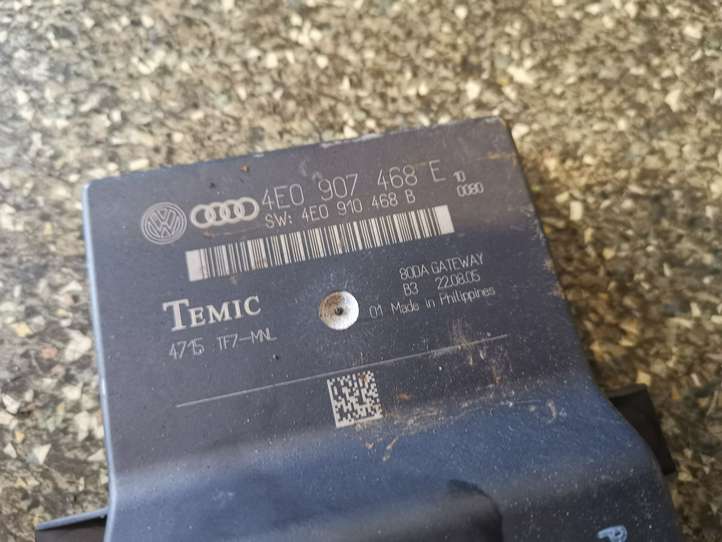 4E0 907 468 E 10
0080
SW: 4E0 910 468 B
80DA GATEWAY
B3 22.08.05
TEMIC
01 Made in Philippines
4715 TF7-MNL